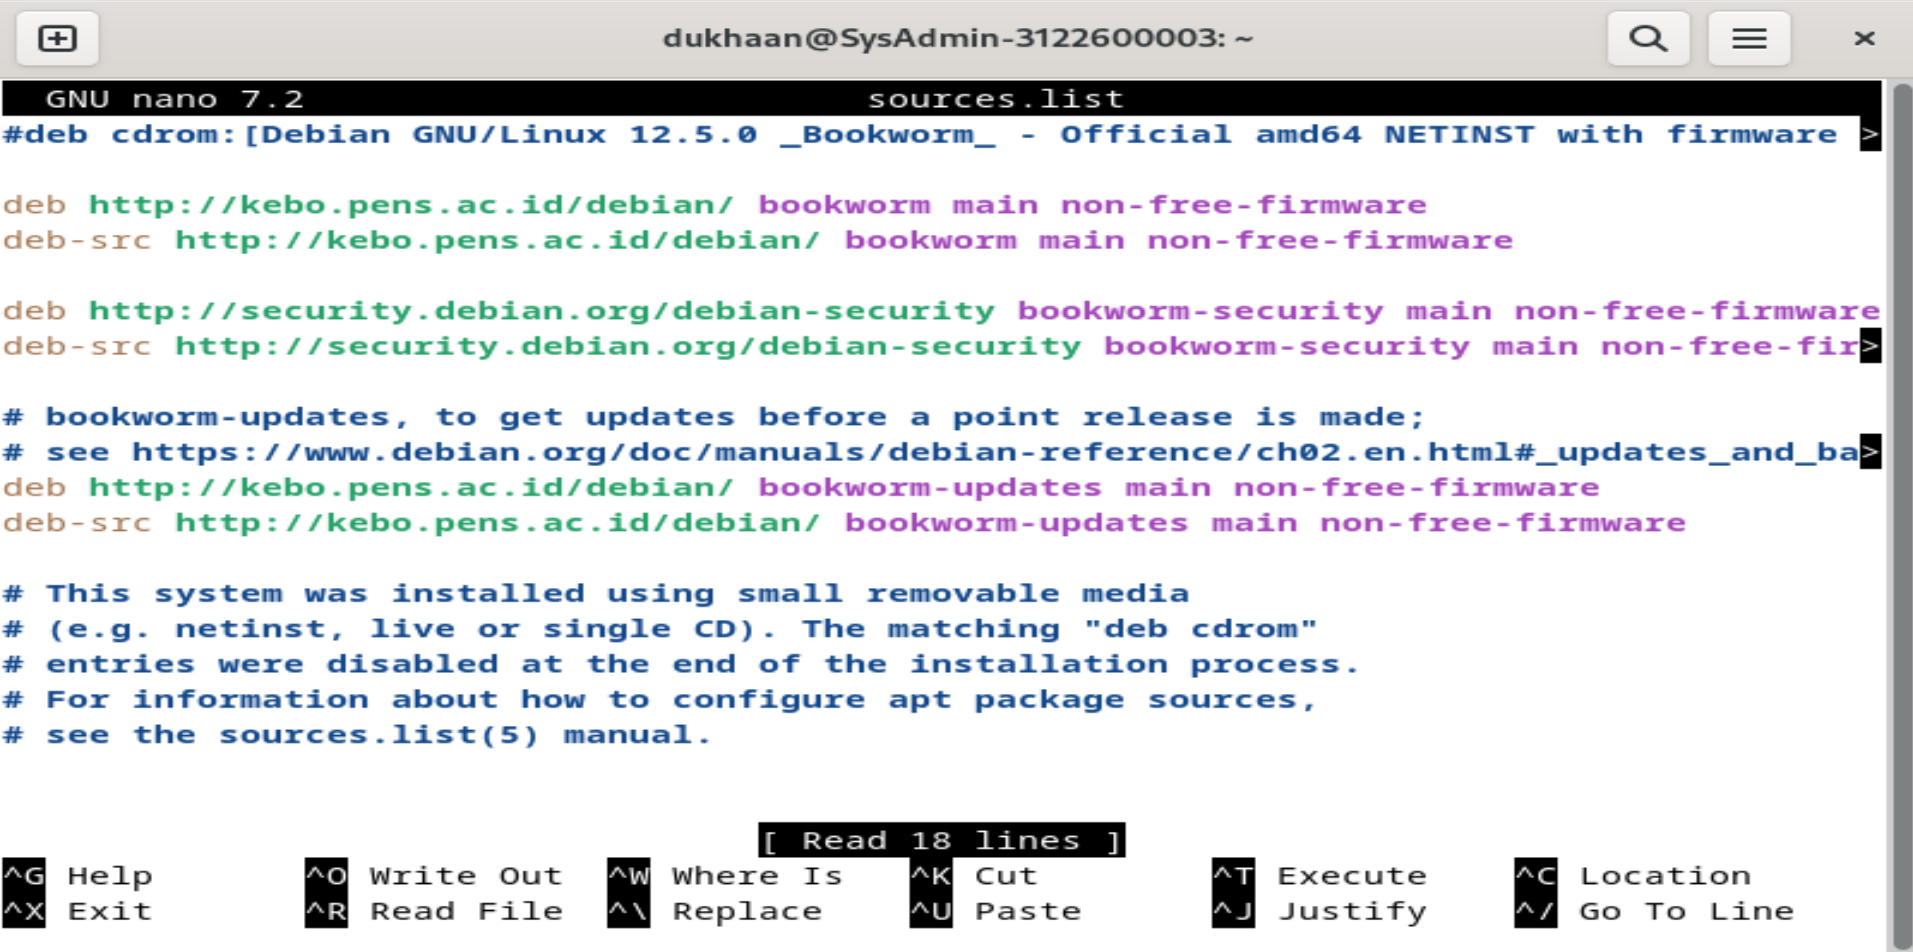 dukhaan@SysAdmin-3122600003: ~
GNU nano 7.2 sources.list
#deb cdrom:[Debian GNU/Linux 12.5.0 _Bookworm_ - Official amd64 NETINST with firmware >
deb http://kebo.pens.ac.id/debian/ bookworm main non-free-firmware
deb-src http://kebo.pens.ac.id/debian/ bookworm main non-free-firmware
deb http://security.debian.org/debian-security bookworm-security main non-free-firmware
deb-src http://security.debian.org/debian-security bookworm-security main non-free-fir>
# bookworm-updates, to get updates before a point release is made;
# see https://www.debian.org/doc/manuals/debian-reference/ch02.en.html#_updates_and_ba>
deb http://kebo.pens.ac.id/debian/ bookworm-updates main non-free-firmware
deb-src http://kebo.pens.ac.id/debian/ bookworm-updates main non-free-firmware
# This system was installed using small removable media
# (e.g. netinst, live or single CD). The matching "deb cdrom"
# entries were disabled at the end of the installation process.
# For information about how to configure apt package sources,
# see the sources.list(5) manual.
[ Read 18 lines ]
^G Help ^O Write Out ^W Where Is ^K Cut ^T Execute ^C Location
^X Exit ^R Read File ^\ Replace ^U Paste ^J Justify ^/ Go To Line